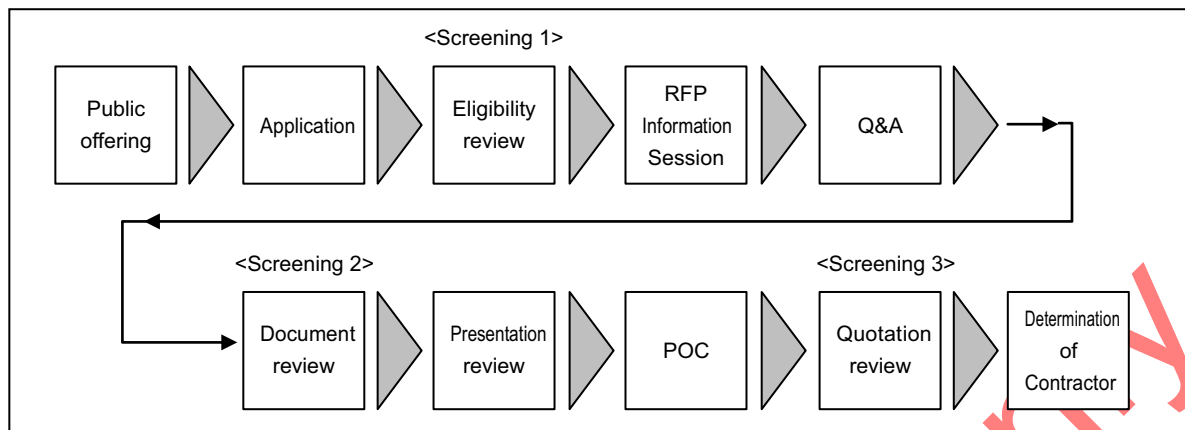 <Screening 1>
Public
offering
Application
Eligibility
review
RFP
Information
Session
Q&A
<Screening 2>
<Screening 3>
Document
review
Presentation
review
POC
Quotation
review
Determination
of
Contractor